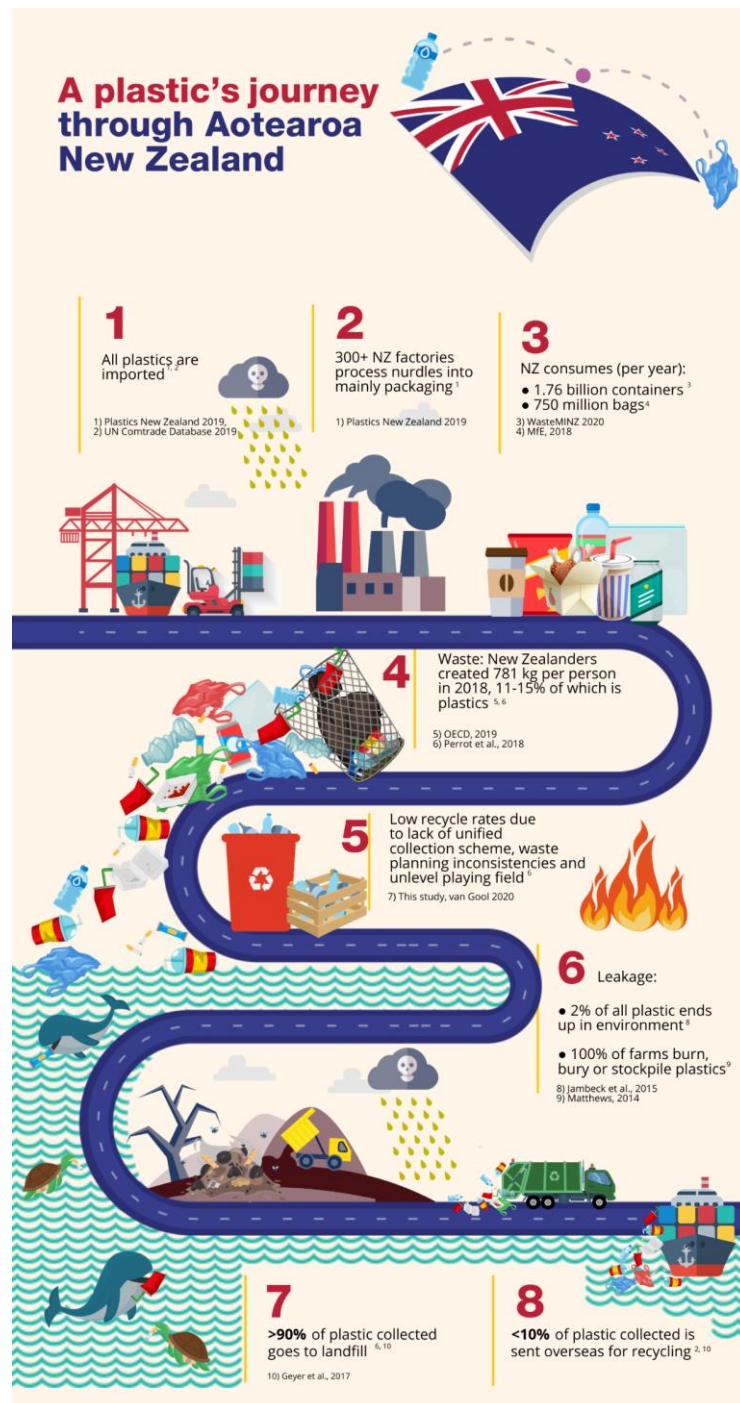 A plastic's journey
through Aotearoa
New Zealand
1
All plastics are
imported 1, 2
1) Plastics New Zealand 2019,
2) UN Comtrade Database 2019
2
300+ NZ factories
process nurdles into
mainly packaging 1
1) Plastics New Zealand 2019
3
NZ consumes (per year):
● 1.76 billion containers 3
● 750 million bags 4
3) WasteMINZ 2020
4) MfE, 2018
4
Waste: New Zealanders
created 781 kg per person
in 2018, 11-15% of which is
plastics 5, 6
5) OECD, 2019
6) Perrot et al., 2018
5
Low recycle rates due
to lack of unified
collection scheme, waste
planning inconsistencies and
unlevel playing field 6
7) This study, van Gool 2020
6
Leakage:
● 2% of all plastic ends
up in environment 8
● 100% of farms burn,
bury or stockpile plastics 9
8) Jambeck et al., 2015
9) Matthews, 2014
7
>90% of plastic collected
goes to landfill 6, 10
10) Geyer et al., 2017
8
<10% of plastic collected is
sent overseas for recycling 2, 10